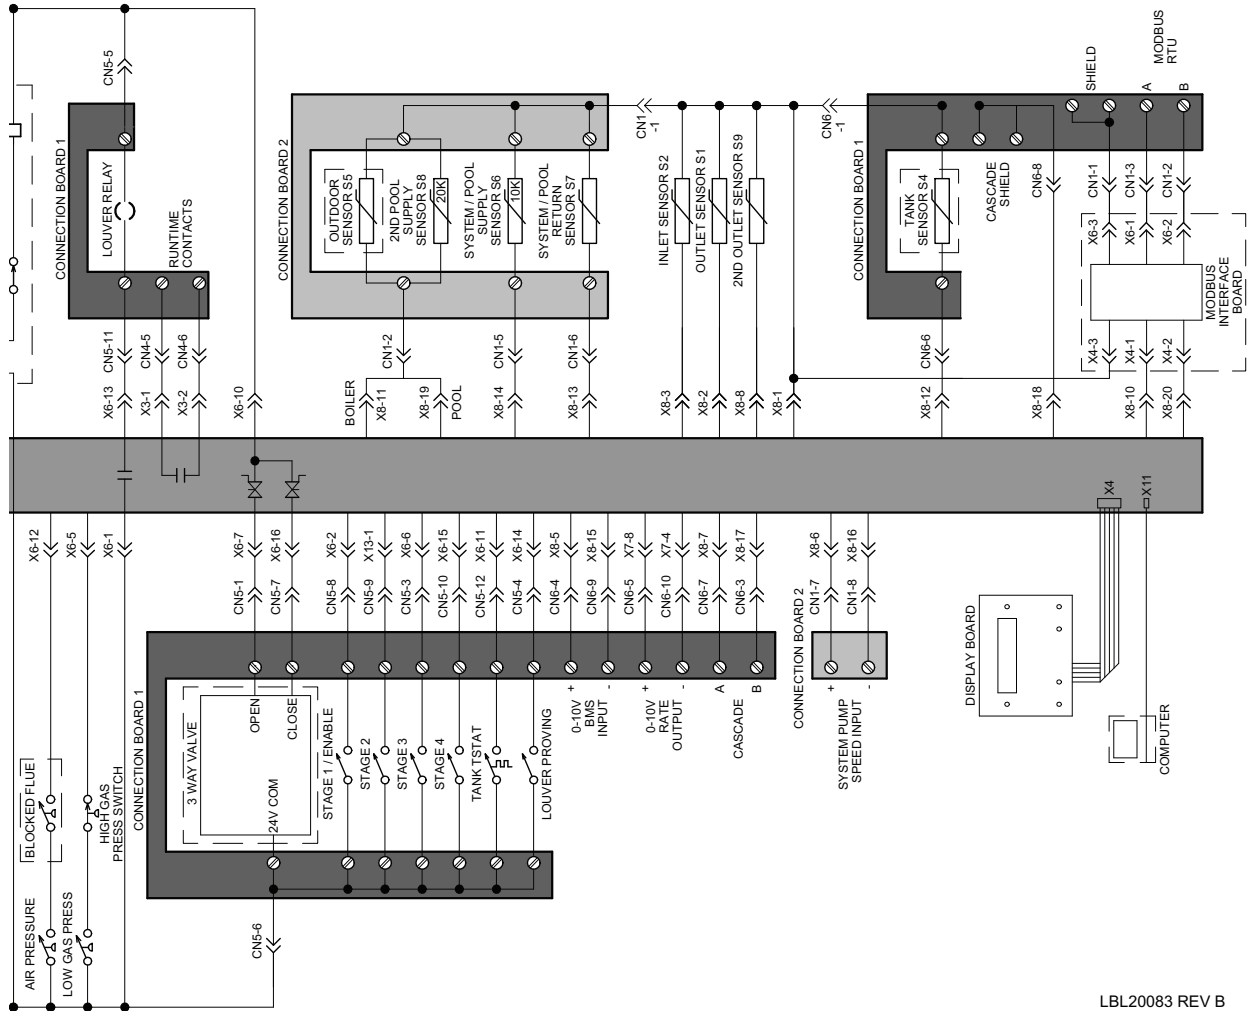 CN5-5
CONNECTION BOARD 1
LOUVER RELAY
RUNTIME
CONTACTS
CN5-11
CN4-5
CN4-6
X6-13
X3-1
X3-2
X6-10
CONNECTION BOARD 2
OUTDOOR
SENSOR S5
2ND POOL
SUPPLY
SENSOR S8
20K
SYSTEM / POOL
SUPPLY
SENSOR S6
10K
SYSTEM / POOL
RETURN
SENSOR S7
CN1-2
CN1-5
CN1-6
BOILER
X8-11
X8-19
POOL
X8-14
X8-13
CN1
-1
INLET SENSOR S2
OUTLET SENSOR S1
2ND OUTLET SENSOR S9
X8-3
X8-2
X8-8
X8-1
CN6
-1
CONNECTION BOARD 1
TANK
SENSOR S4
CASCADE
SHIELD
CN6-6
X8-12
CN6-8
X8-18
SHIELD
MODBUS
RTU
A
B
CN1-1
CN1-3
CN1-2
X6-3
X6-1
X6-2
MODBUS
INTERFACE
BOARD
X4-3
X4-1
X4-2
X8-10
X8-20
X4
X11
X6-12
X6-5
X6-1
X6-7
X6-16
X6-2
X13-1
X6-6
X6-15
X6-11
X6-14
X8-5
X8-15
X7-8
X7-4
X8-7
X8-17
X8-6
X8-16
CN5-1
CN5-7
CN5-8
CN5-9
CN5-3
CN5-10
CN5-12
CN5-4
CN6-4
CN6-9
CN6-5
CN6-10
CN6-7
CN6-3
CN1-7
CN1-8
CONNECTION BOARD 1
3 WAY VALVE
OPEN
CLOSE
24V COM
STAGE 1 / ENABLE
STAGE 2
STAGE 3
STAGE 4
TANK TSTAT
LOUVER PROVING
+
0-10V
BMS
INPUT
-
+
0-10V
RATE
OUTPUT
-
A
CASCADE
B
CONNECTION BOARD 2
+
SYSTEM PUMP
SPEED INPUT
-
DISPLAY BOARD
COMPUTER
BLOCKED FLUE
HIGH GAS
PRESS SWITCH
AIR PRESSURE
LOW GAS PRESS
CN5-6
LBL20083 REV B